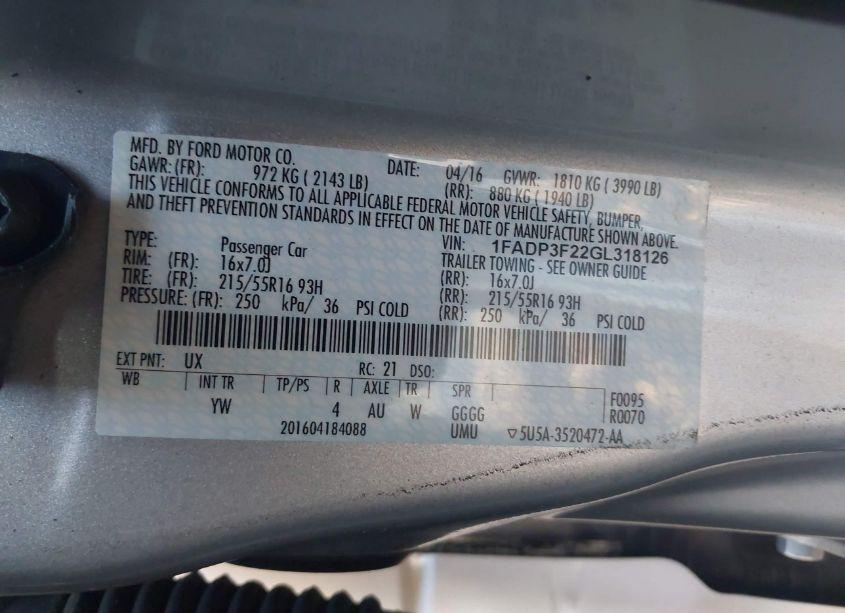 MFD. BY FORD MOTOR CO. DATE: 04/16 GVWR: 1810 KG ( 3990 LB)
GAWR: (FR): 972 KG ( 2143 LB) (RR): 880 KG ( 1940 LB)
THIS VEHICLE CONFORMS TO ALL APPLICABLE FEDERAL MOTOR VEHICLE SAFETY, BUMPER,
AND THEFT PREVENTION STANDARDS IN EFFECT ON THE DATE OF MANUFACTURE SHOWN ABOVE.
VIN: 1FADP3F22GL318126
TYPE: Passenger Car TRAILER TOWING - SEE OWNER GUIDE
RIM: (FR): 16x7.0J (RR): 16x7.0J
TIRE: (FR): 215/55R16 93H (RR): 215/55R16 93H
PRESSURE: (FR): 250 kPa/ 36 PSI COLD (RR): 250 kPa/ 36 PSI COLD
EXT PNT: UX RC: 21 DSO:
WB INT TR TP/PS R AXLE TR SPR F0095
YW 4 AU W GGGG R0070
201604184088 UMU ▽5U5A-3520472-AA